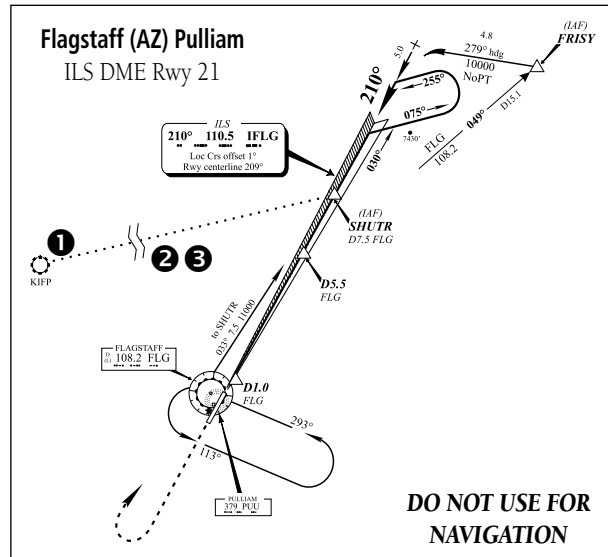 Flagstaff (AZ) Pulliam
ILS DME Rwy 21
ILS
210° 110.5 IFLG
Loc Crs offset 1°
Rwy centerline 209°
210°
5.0
4.8
279° hdg
10000
NoPT
(IAF)
FRISY
255°
075°
7430'
030°
FLG
108.2
049°
D15.1
(IAF)
SHUTR
D7.5 FLG
1
2 3
KIFP
D5.5
FLG
to SHUTR
033° 7.5 11000
FLAGSTAFF
D
(L) 108.2 FLG
D1.0
FLG
293°
113°
PULLIAM
379 PUU
DO NOT USE FOR
NAVIGATION